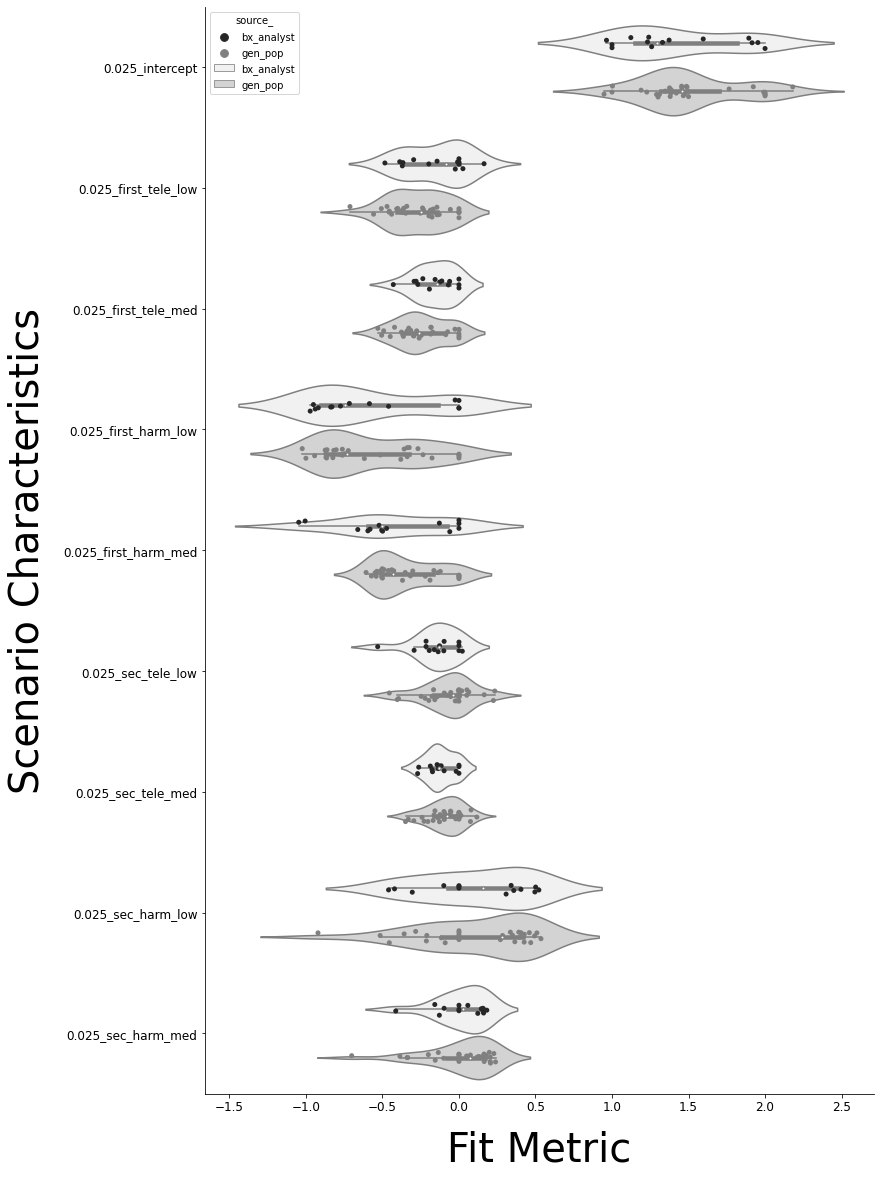 source_
bx_analyst
gen_pop
bx_analyst
gen_pop
0.025_intercept
0.025_first_tele_low
0.025_first_tele_med
0.025_first_harm_low
0.025_first_harm_med
0.025_sec_tele_low
0.025_sec_tele_med
0.025_sec_harm_low
0.025_sec_harm_med
Scenario Characteristics
−1.5 −1.0 −0.5 0.0 0.5 1.0 1.5 2.0 2.5
Fit Metric